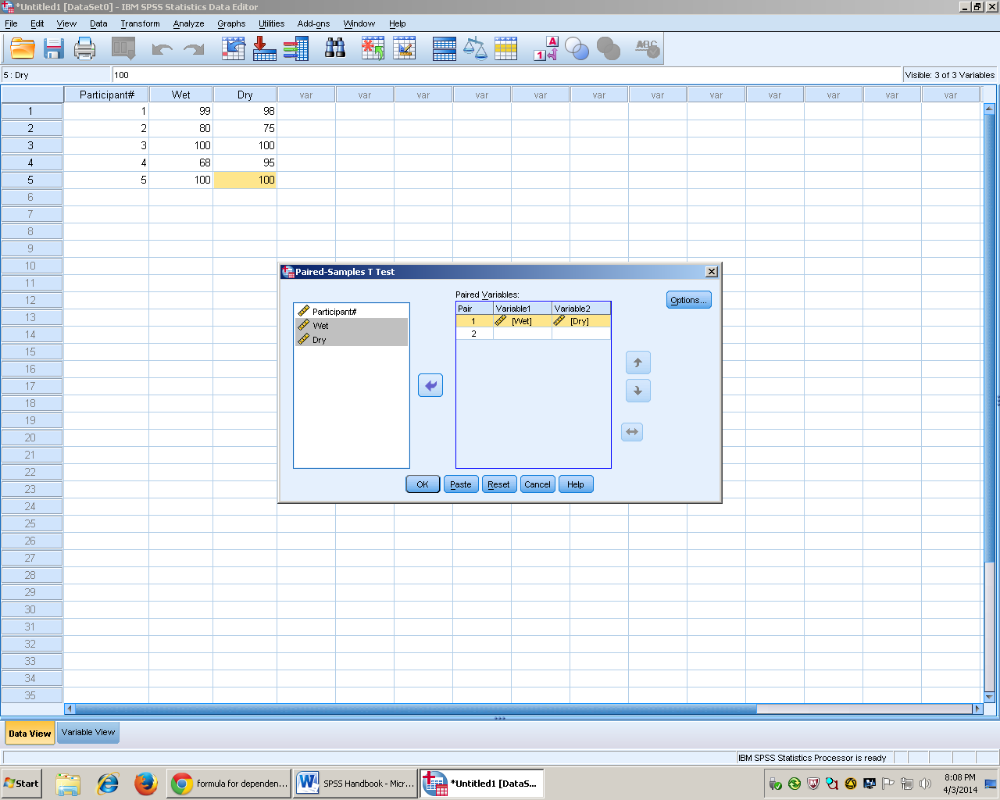 *Untitled1 [DataSet0] - IBM SPSS Statistics Data Editor
File Edit View Data Transform Analyze Graphs Utilities Add-ons Window Help
5 : Dry 100 Visible: 3 of 3 Variables
Participant# Wet Dry var var var var var var var var var var var var
1 1 99 98
2 2 80 75
3 3 100 100
4 4 68 95
5 5 100 100
6
7
8
9
10
11
12
13
14
15
16
17
18
19
20
21
22
23
24
25
26
27
28
29
30
31
32
33
34
35
Paired-Samples T Test
Participant#
Wet
Dry
Paired Variables:
Pair Variable1 Variable2
1 [Wet] [Dry]
2
Options...
OK Paste Reset Cancel Help
Data View Variable View
IBM SPSS Statistics Processor is ready
Start formula for dependen... SPSS Handbook - Micr... *Untitled1 [DataS...
8:08 PM
4/3/2014